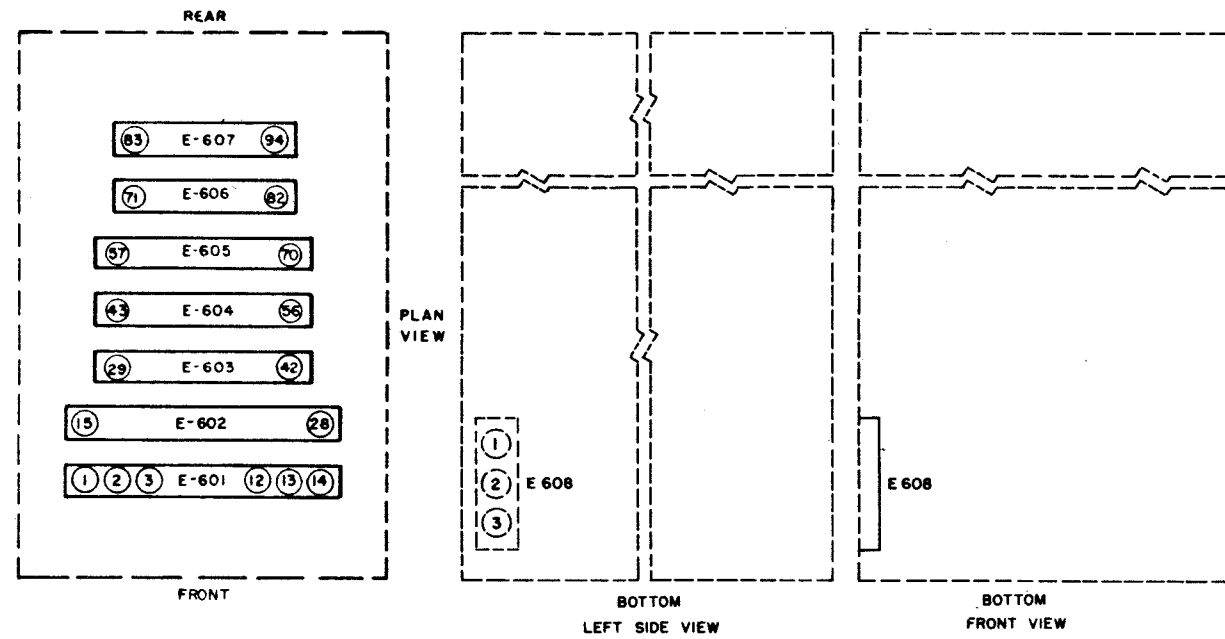 REAR
83 E-607 94
71 E-606 82
57 E-605 70
43 E-604 56
29 E-603 42
15 E-602 28
1 2 3 E-601 12 13 14
FRONT
PLAN
VIEW
1
2
3
E 608
BOTTOM
LEFT SIDE VIEW
E 608
BOTTOM
FRONT VIEW